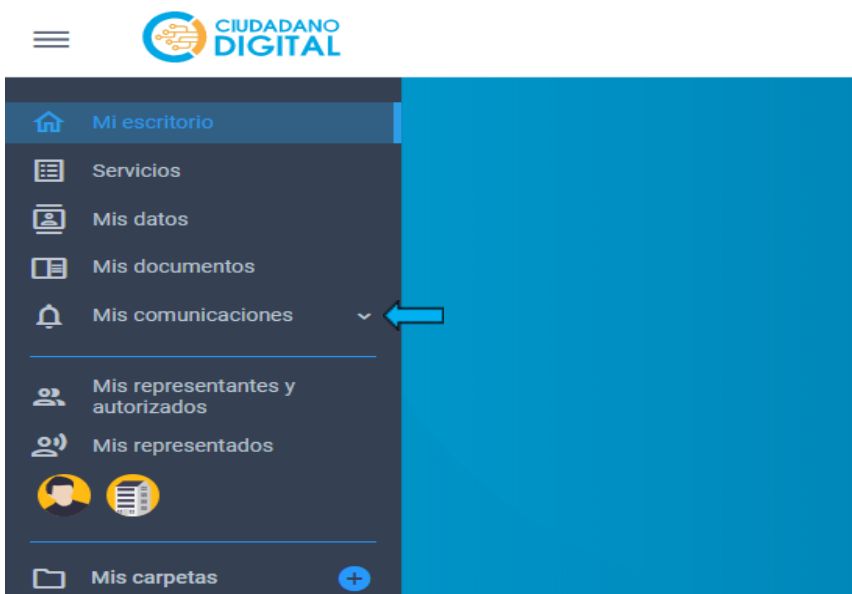 CIUDADANO
DIGITAL
Mi escritorio
Servicios
Mis datos
Mis documentos
Mis comunicaciones
Mis representantes y
autorizados
Mis representados
Mis carpetas